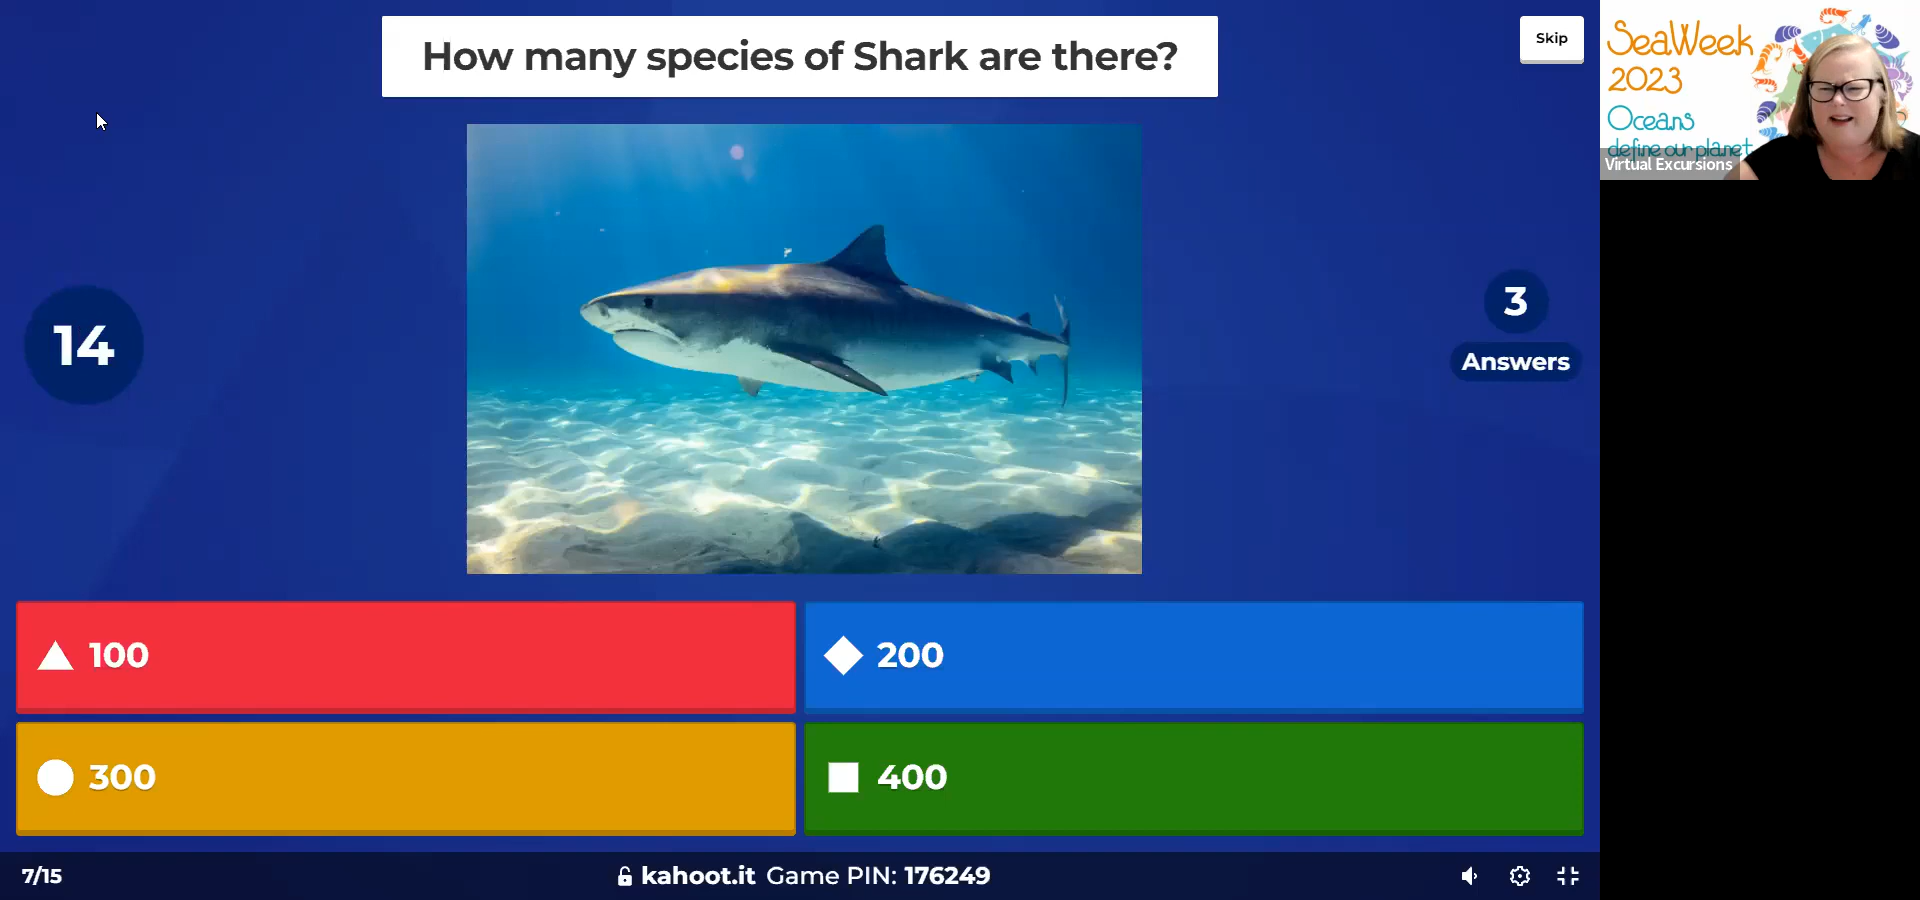 How many species of Shark are there?
Skip
SeaWeek
2023
Oceans
define our planet
Virtual Excursions
14
3
Answers
100
200
300
400
7/15
kahoot.it Game PIN: 176249